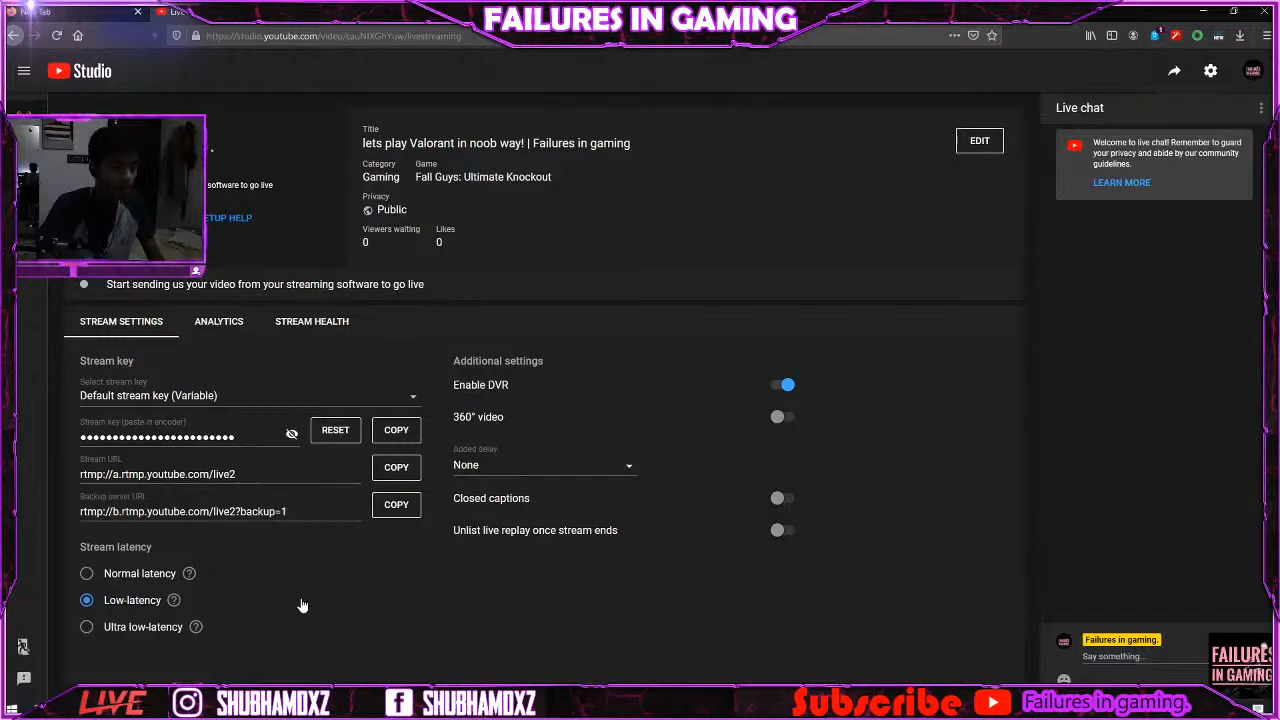 FAILURES IN GAMING
New Tab
Live
https://studio.youtube.com/video/cauNIXGhYuw/livestreaming
Studio
software to go live
SETUP HELP
Title
lets play Valorant in noob way! | Failures in gaming
Category
Game
Gaming
Fall Guys: Ultimate Knockout
Privacy
Public
Viewers waiting
Likes
0
0
EDIT
Live chat
Welcome to live chat! Remember to guard
your privacy and abide by our community
guidelines.
LEARN MORE
Start sending us your video from your streaming software to go live
STREAM SETTINGS
ANALYTICS
STREAM HEALTH
Stream key
Select stream key
Default stream key (Variable)
Stream key (paste in encoder)
••••••••••••••••••••••••
RESET
COPY
Stream URL
rtmp://a.rtmp.youtube.com/live2
COPY
Backup server URL
rtmp://b.rtmp.youtube.com/live2?backup=1
COPY
Stream latency
Normal latency
Low-latency
Ultra low-latency
Additional settings
Enable DVR
360° video
Added delay
None
Closed captions
Unlist live replay once stream ends
Failures in gaming.
Say something...
FAILURES
IN GAMING
LIVE
SHUBHAMDXZ
SHUBHAMDXZ
Subscribe
Failures in gaming.